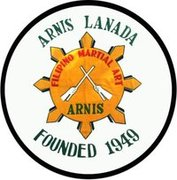 ARNIS LANADA
FILIPINO MARTIAL ART
ARNIS
FOUNDED 1949